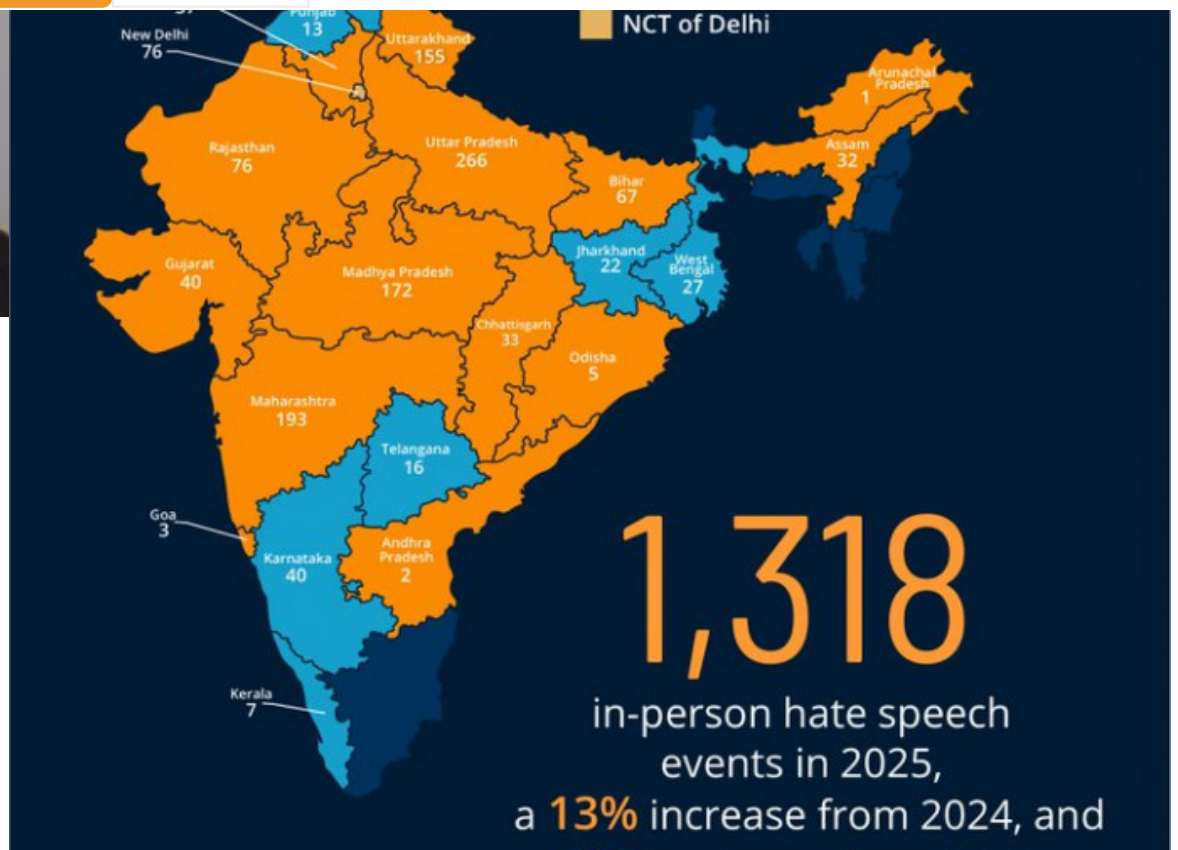 Punjab
13
NCT of Delhi
New Delhi
76
Uttarakhand
155
Arunachal
Pradesh
1
Rajasthan
76
Uttar Pradesh
266
Assam
32
Bihar
67
Gujarat
40
Madhya Pradesh
172
Jharkhand
22
West
Bengal
27
Chhattisgarh
33
Odisha
5
Maharashtra
193
Telangana
16
Goa
3
Karnataka
40
Andhra
Pradesh
2
1,318
Kerala
7
in-person hate speech
events in 2025,
a 13% increase from 2024, and